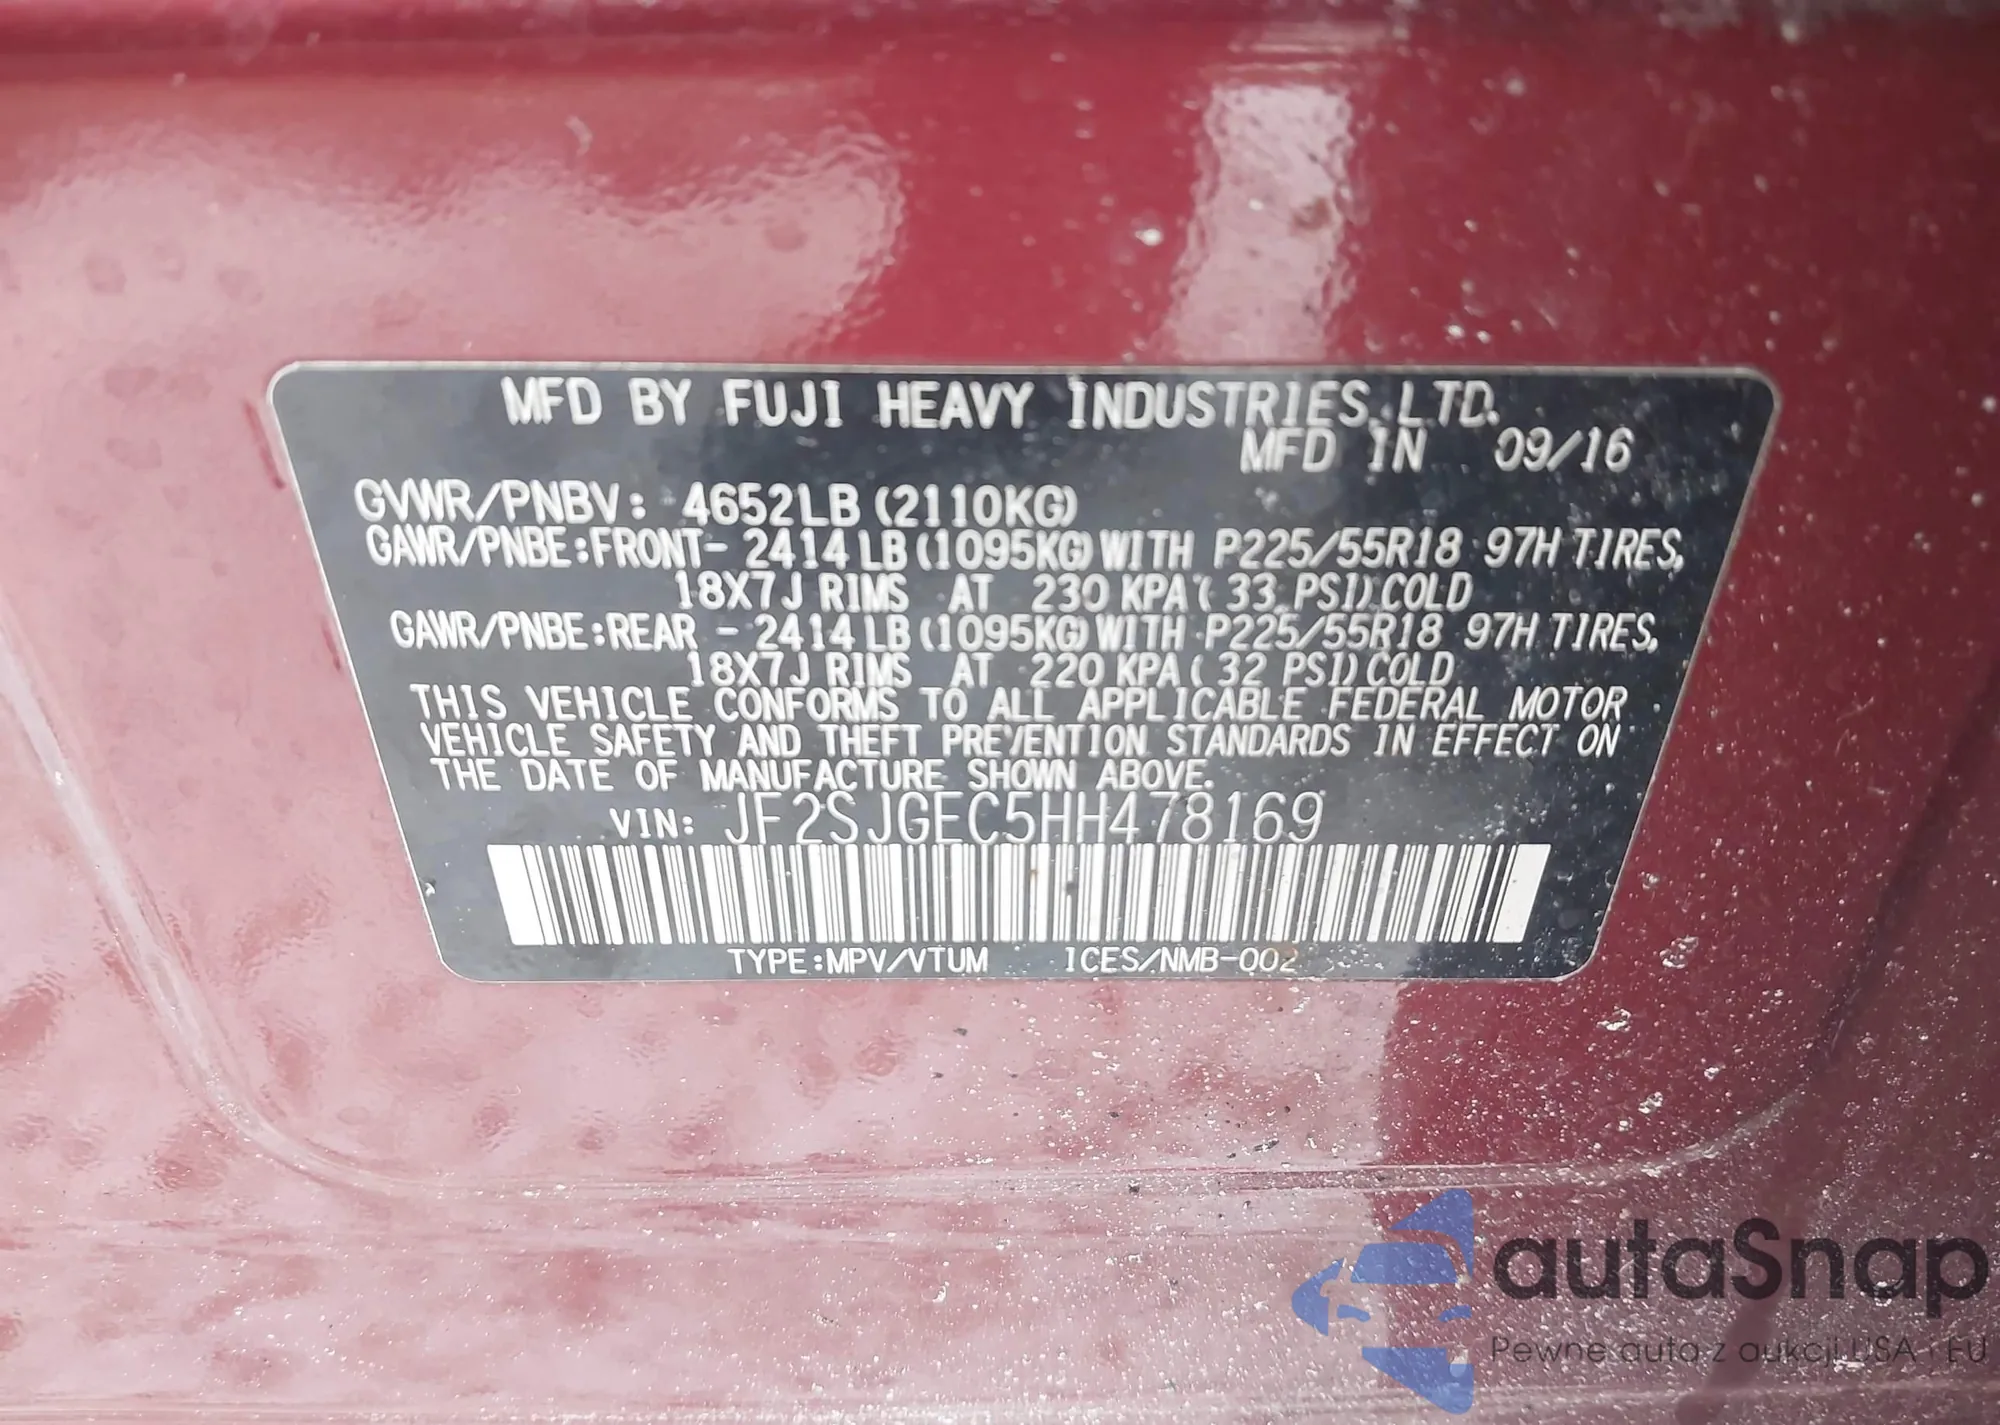 MFD BY FUJI HEAVY INDUSTRIES, LTD.
MFD IN 09/16
GVWR/PNBV: 4652LB (2110KG)
GAWR/PNBE:FRONT- 2414 LB (1095KG) WITH P225/55R18 97H TIRES,
18X7J RIMS AT 230 KPA ( 33 PSI) COLD
GAWR/PNBE:REAR - 2414 LB (1095KG) WITH P225/55R18 97H TIRES,
18X7J RIMS AT 220 KPA ( 32 PSI) COLD
THIS VEHICLE CONFORMS TO ALL APPLICABLE FEDERAL MOTOR
VEHICLE SAFETY AND THEFT PREVENTION STANDARDS IN EFFECT ON
THE DATE OF MANUFACTURE SHOWN ABOVE.
VIN: JF2SJGEC5HH478169
TYPE:MPV/VTUM ICES/NMB-002
autaSnap
Pewne auta z aukcji USA i EU